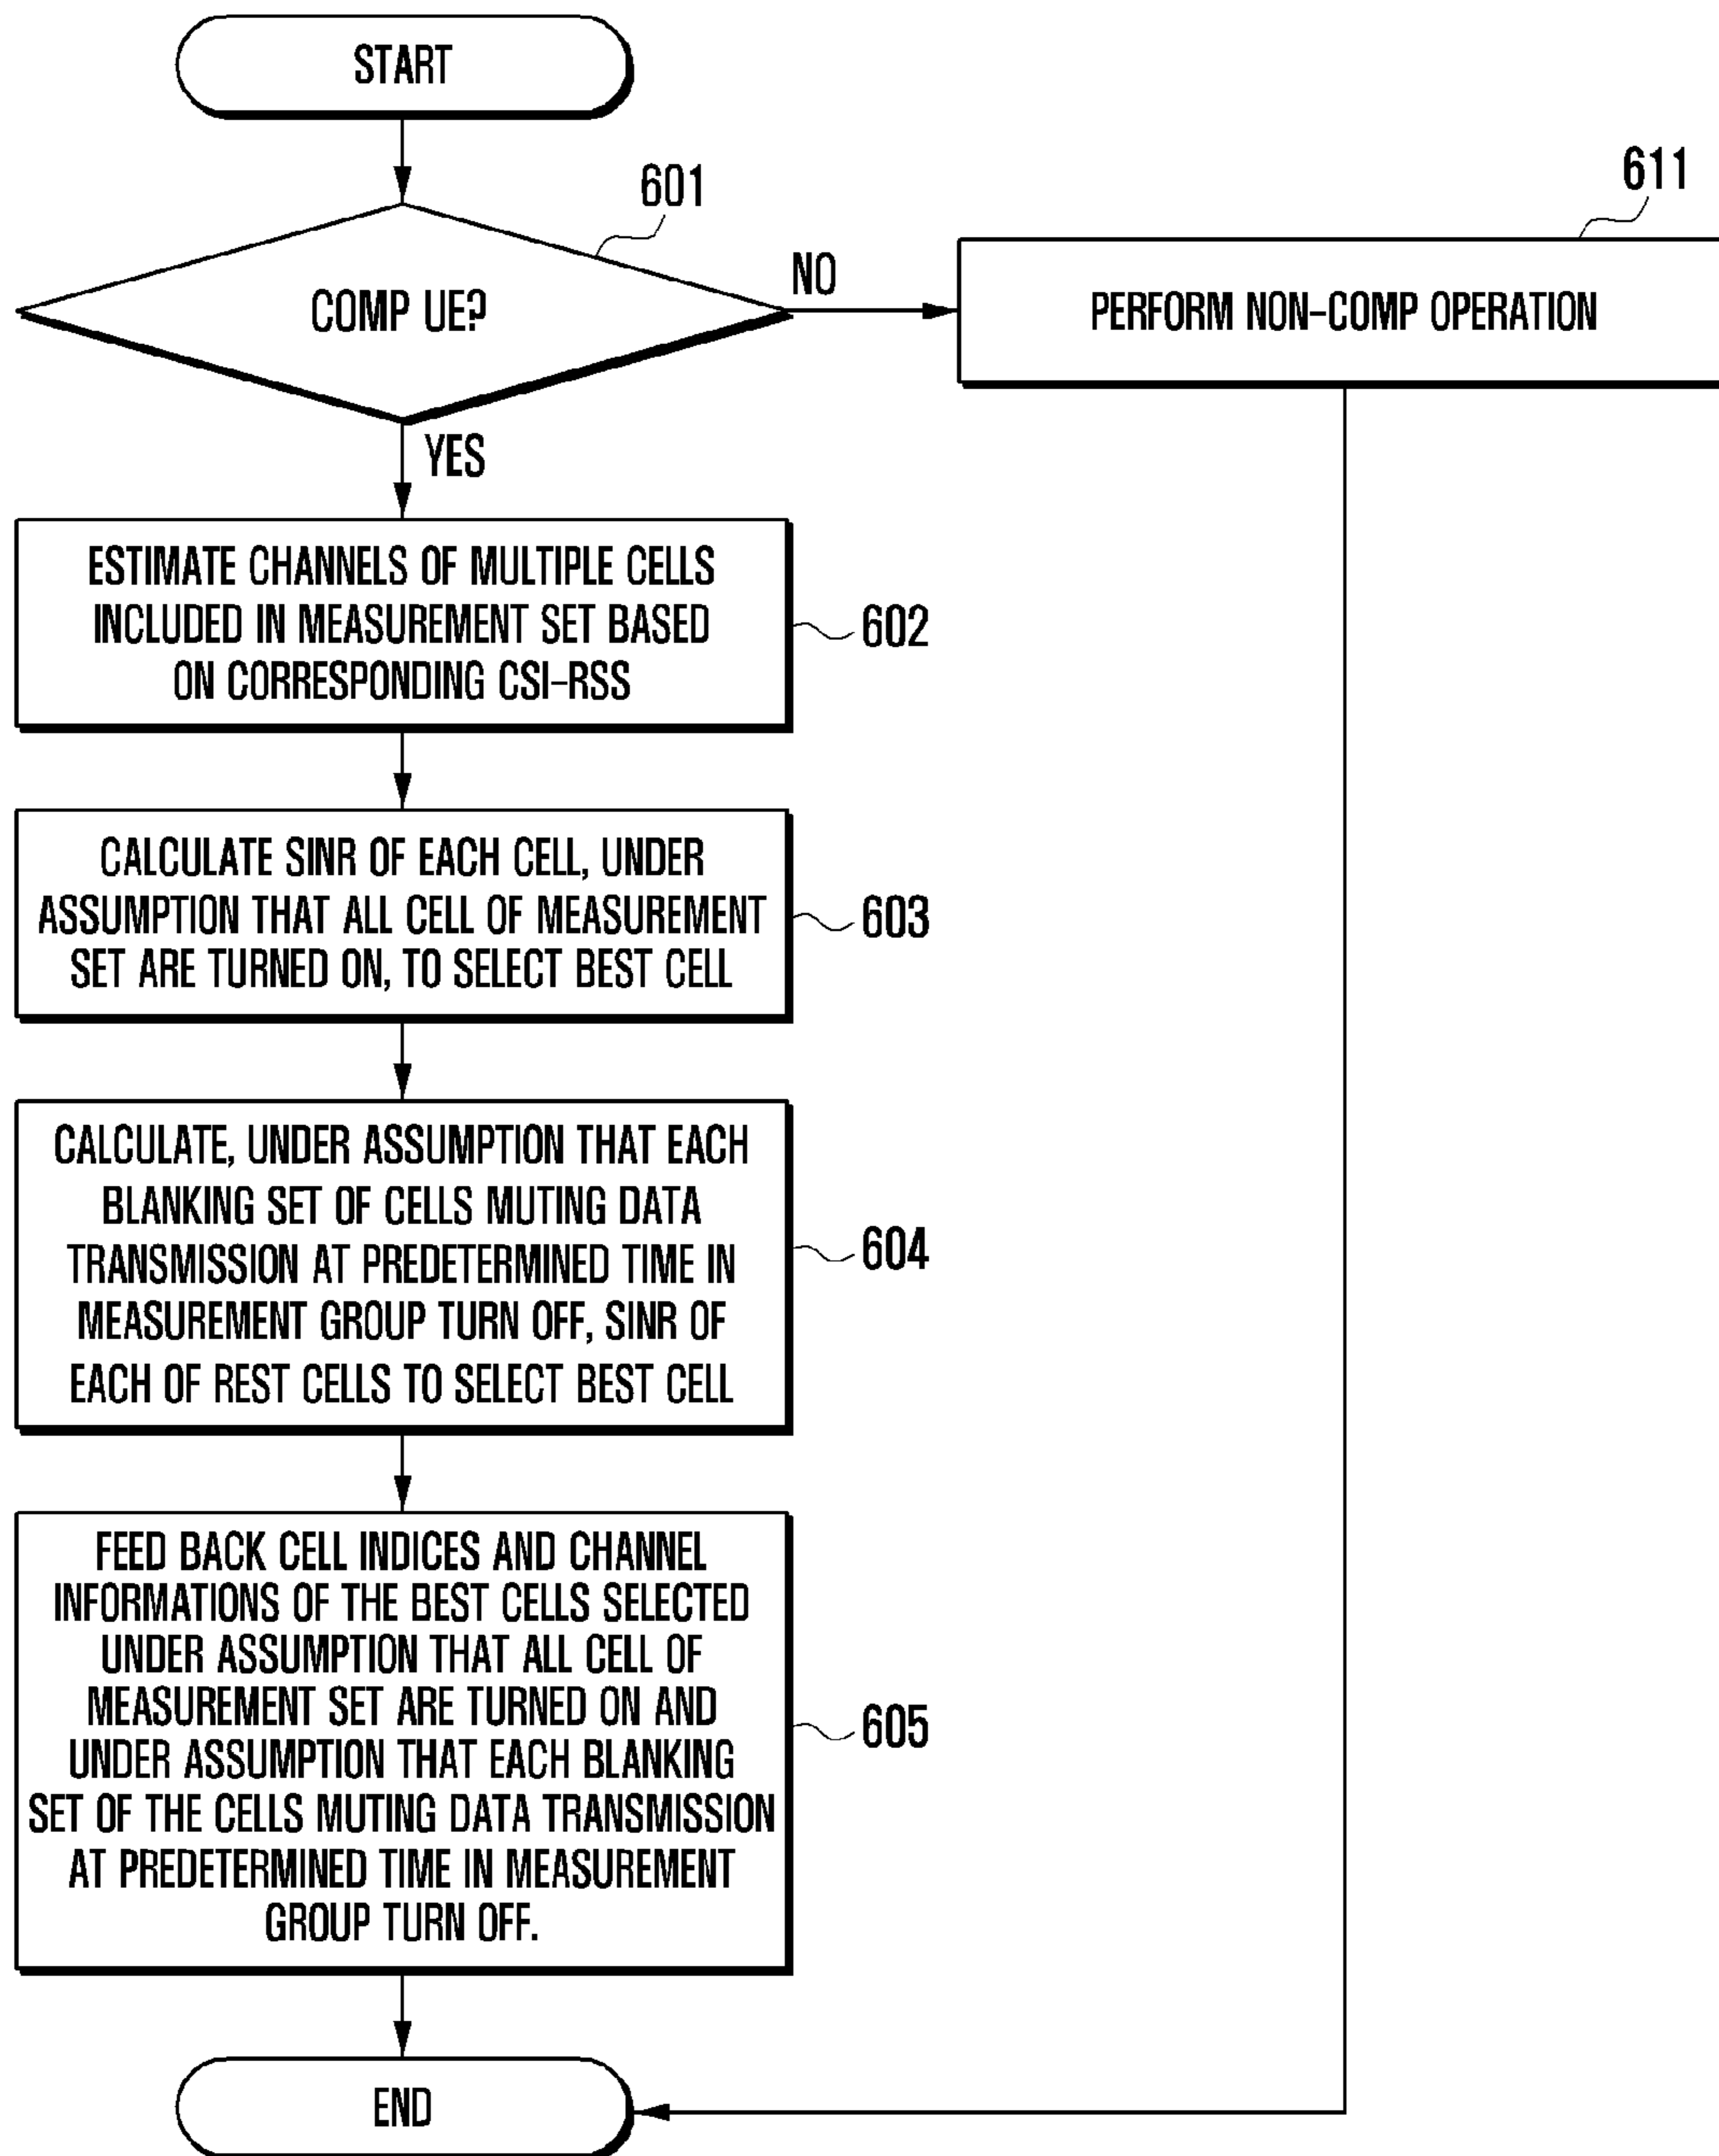 START
601
COMP UE?
NO
611
PERFORM NON-COMP OPERATION
YES
ESTIMATE CHANNELS OF MULTIPLE CELLS
INCLUDED IN MEASUREMENT SET BASED
ON CORRESPONDING CSI-RSS
602
CALCULATE SINR OF EACH CELL, UNDER
ASSUMPTION THAT ALL CELL OF MEASUREMENT
SET ARE TURNED ON, TO SELECT BEST CELL
603
CALCULATE, UNDER ASSUMPTION THAT EACH
BLANKING SET OF CELLS MUTING DATA
TRANSMISSION AT PREDETERMINED TIME IN
MEASUREMENT GROUP TURN OFF, SINR OF
EACH OF REST CELLS TO SELECT BEST CELL
604
FEED BACK CELL INDICES AND CHANNEL
INFORMATIONS OF THE BEST CELLS SELECTED
UNDER ASSUMPTION THAT ALL CELL OF
MEASUREMENT SET ARE TURNED ON AND
UNDER ASSUMPTION THAT EACH BLANKING
SET OF THE CELLS MUTING DATA TRANSMISSION
AT PREDETERMINED TIME IN MEASUREMENT
GROUP TURN OFF.
605
END